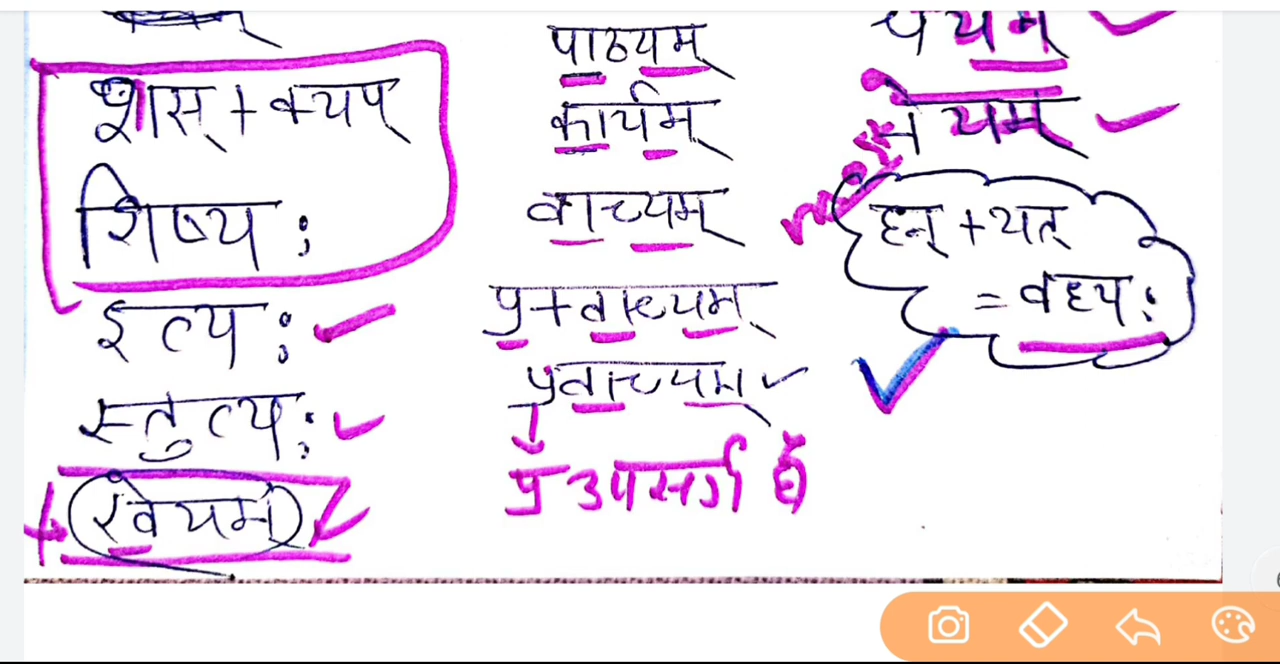 शास् + क्यप्
शिष्य:
इत्य:
स्तुत्य:
खेयम्
पाठ्यम्
कार्यम्
वाच्यम्
प्र + वाच्यम्
प्रवाच्यम्
प्र उपसर्ग है
चेयम्
नेयम्
हन् + यत्
= वध्य: